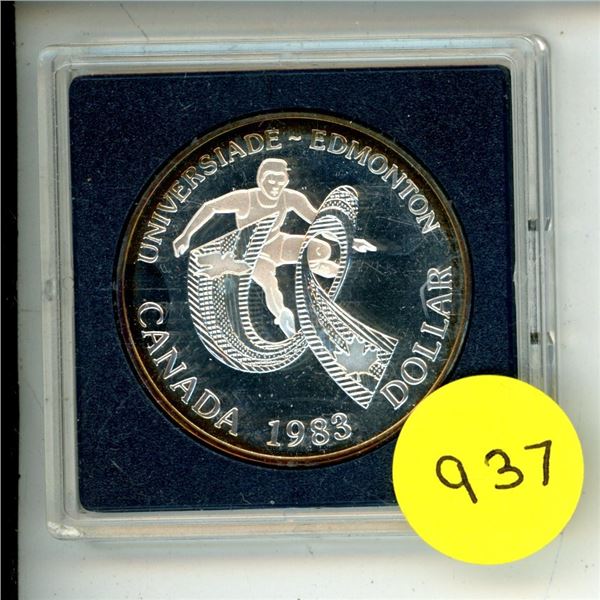 UNIVERSIADE ~ EDMONTON
CANADA 1983 DOLLAR
937